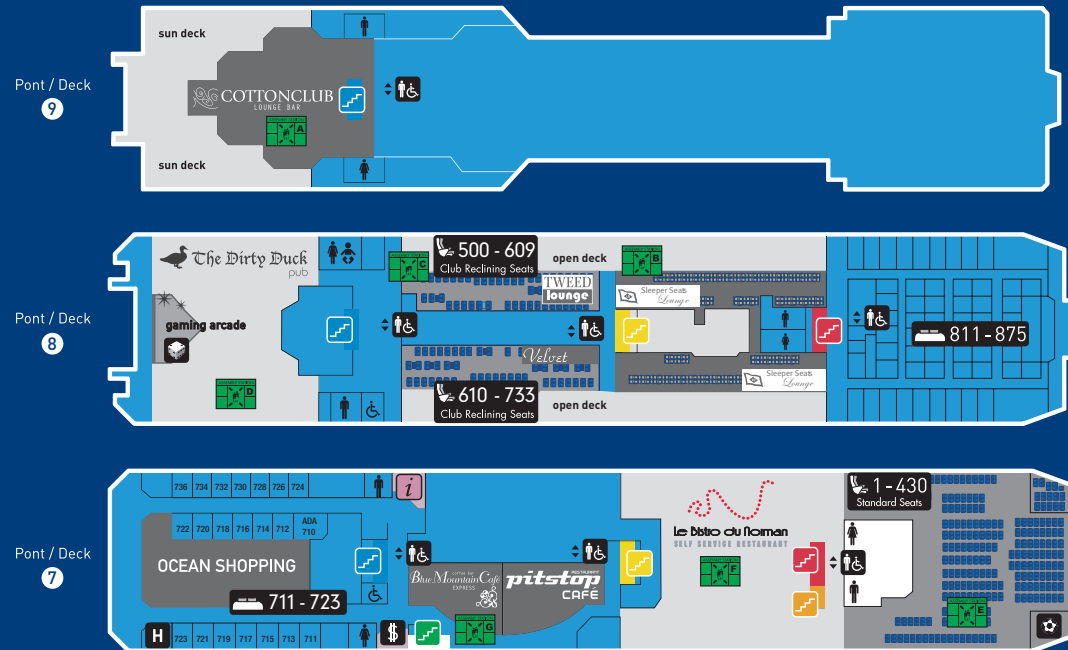 sun deck
Pont / Deck
9
COTTONCLUB
LOUNGE BAR
A
sun deck
The Dirty Duck
pub
C
500 - 609
Club Reclining Seats
open deck
B
TWEED
lounge
Sleeper Seats
Lounge
gaming arcade
Pont / Deck
8
811 - 875
Velvet
Sleeper Seats
Lounge
D
610 - 733
Club Reclining Seats
open deck
736 734 732 730 728 726 724
i
1 - 430
Standard Seats
722 720 718 716 714 712 ADA 710
Le Bistro du Norman
SELF SERVICE RESTAURANT
Pont / Deck
7
OCEAN SHOPPING
coffee bar
Blue Mountain Cafe
EXPRESS
RESTAURANT
pitstop
CAFÉ
F
711 - 723
E
H
723 721 719 717 715 713 711
$
G